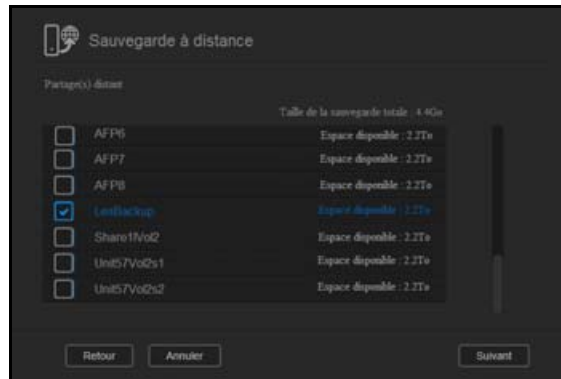 Sauvegarde à distance
Partage(s) distant
Taille de la sauvegarde totale : 4.4Go
AFP6 Espace disponible : 2.2To
AFP7 Espace disponible : 2.2To
AFP8 Espace disponible : 2.2To
LesBackup Espace disponible : 2.2To
Share1Vol2 Espace disponible : 2.2To
Unit57Vol2s1 Espace disponible : 2.2To
Unit57Vol2s2 Espace disponible : 2.2To
Retour Annuler Suivant